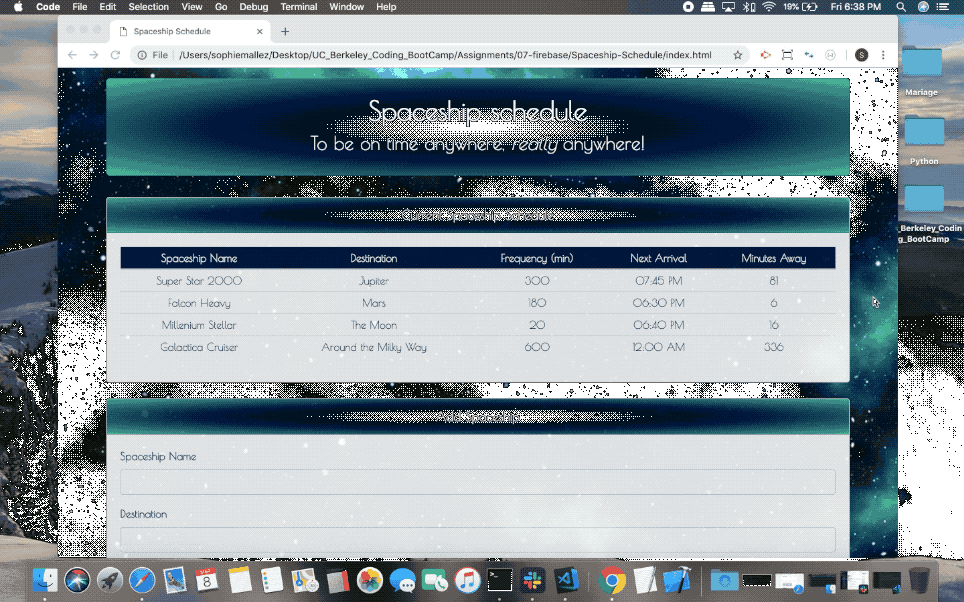 Code File Edit Selection View Go Debug Terminal Window Help 19% Fri 6:38 PM
Spaceship Schedule
File /Users/sophiemallez/Desktop/UC_Berkeley_Coding_BootCamp/Assignments/07-firebase/Spaceship-Schedule/index.html S
Mariage
Python
_Berkeley_Codin
g_BootCamp
Spaceship schedule
To be on time anywhere, really anywhere!
Spaceship Name Destination Frequency (min) Next Arrival Minutes Away
Super Star 2000 Jupiter 300 07:45 PM 81
Falcon Heavy Mars 180 06:30 PM 6
Millenium Stellar The Moon 20 06:40 PM 16
Galactica Cruiser Around the Milky Way 600 12:00 AM 336
Spaceship Name
Destination
8